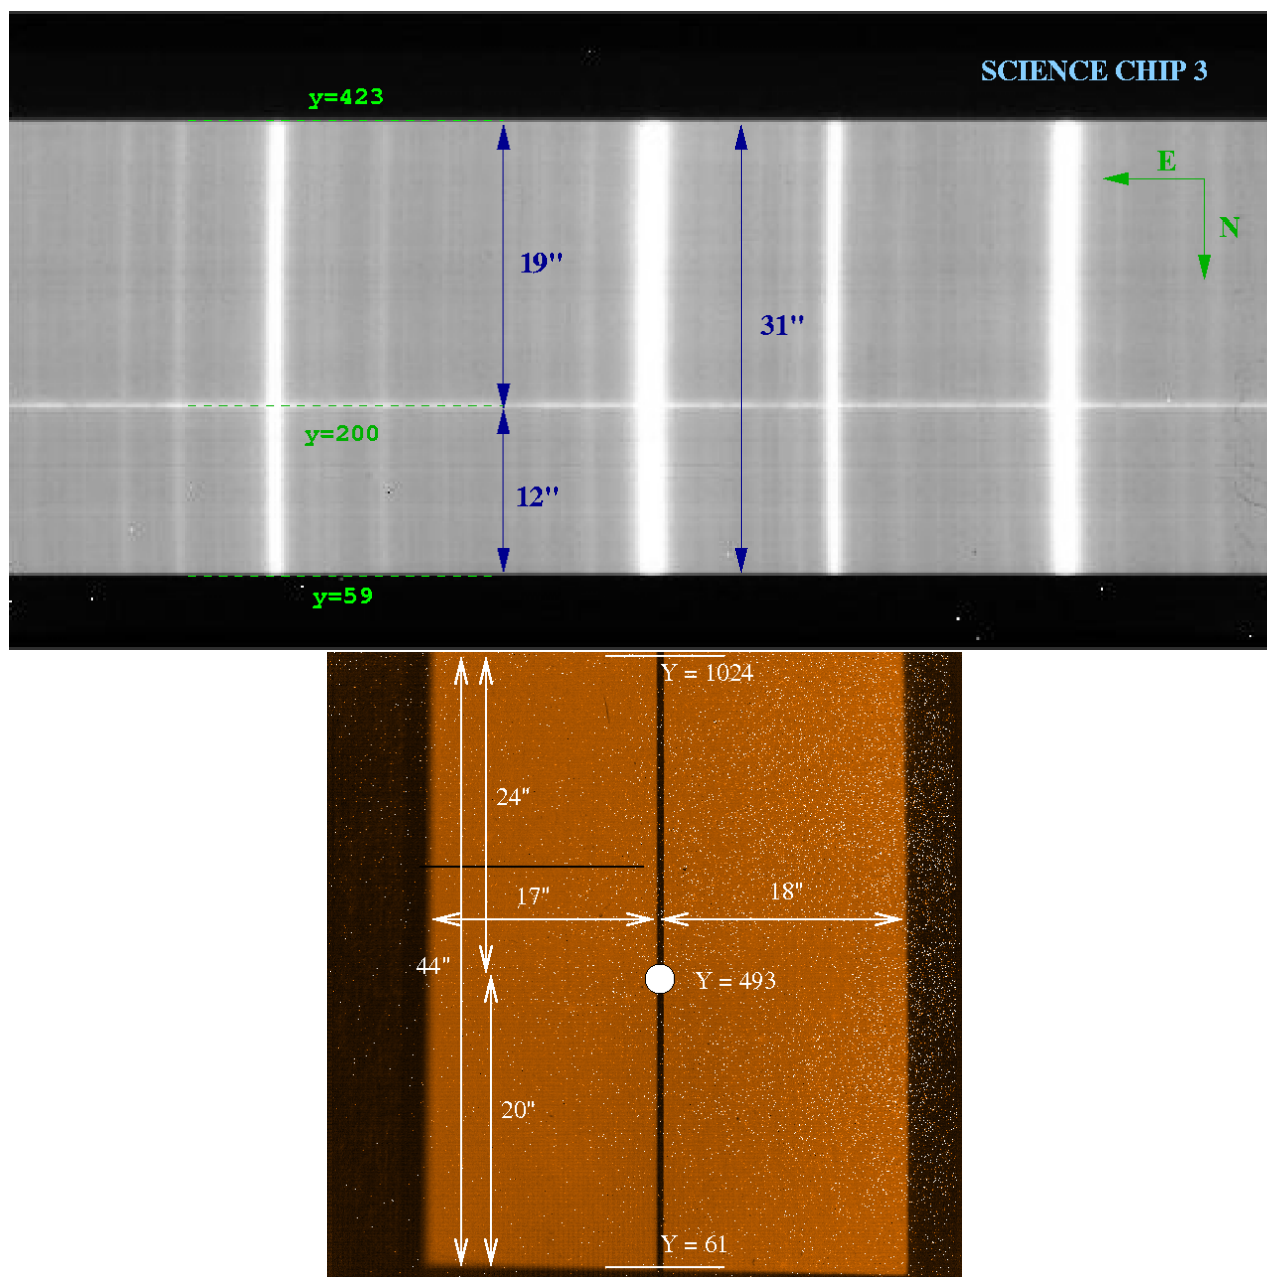 SCIENCE CHIP 3
y=423
E
N
19"
31"
y=200
12"
y=59
Y = 1024
24"
17"
18"
44"
Y = 493
20"
Y = 61